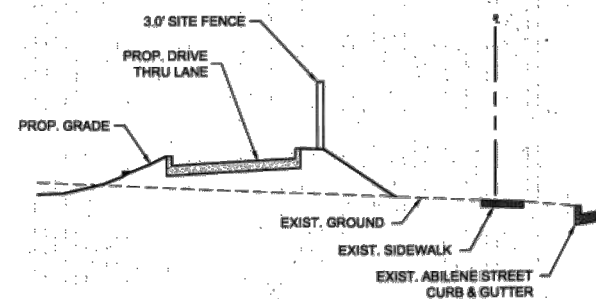 3.0' SITE FENCE
PROP. DRIVE
THRU LANE
PROP. GRADE
EXIST. GROUND
EXIST. SIDEWALK
EXIST. ABILENE STREET
CURB & GUTTER